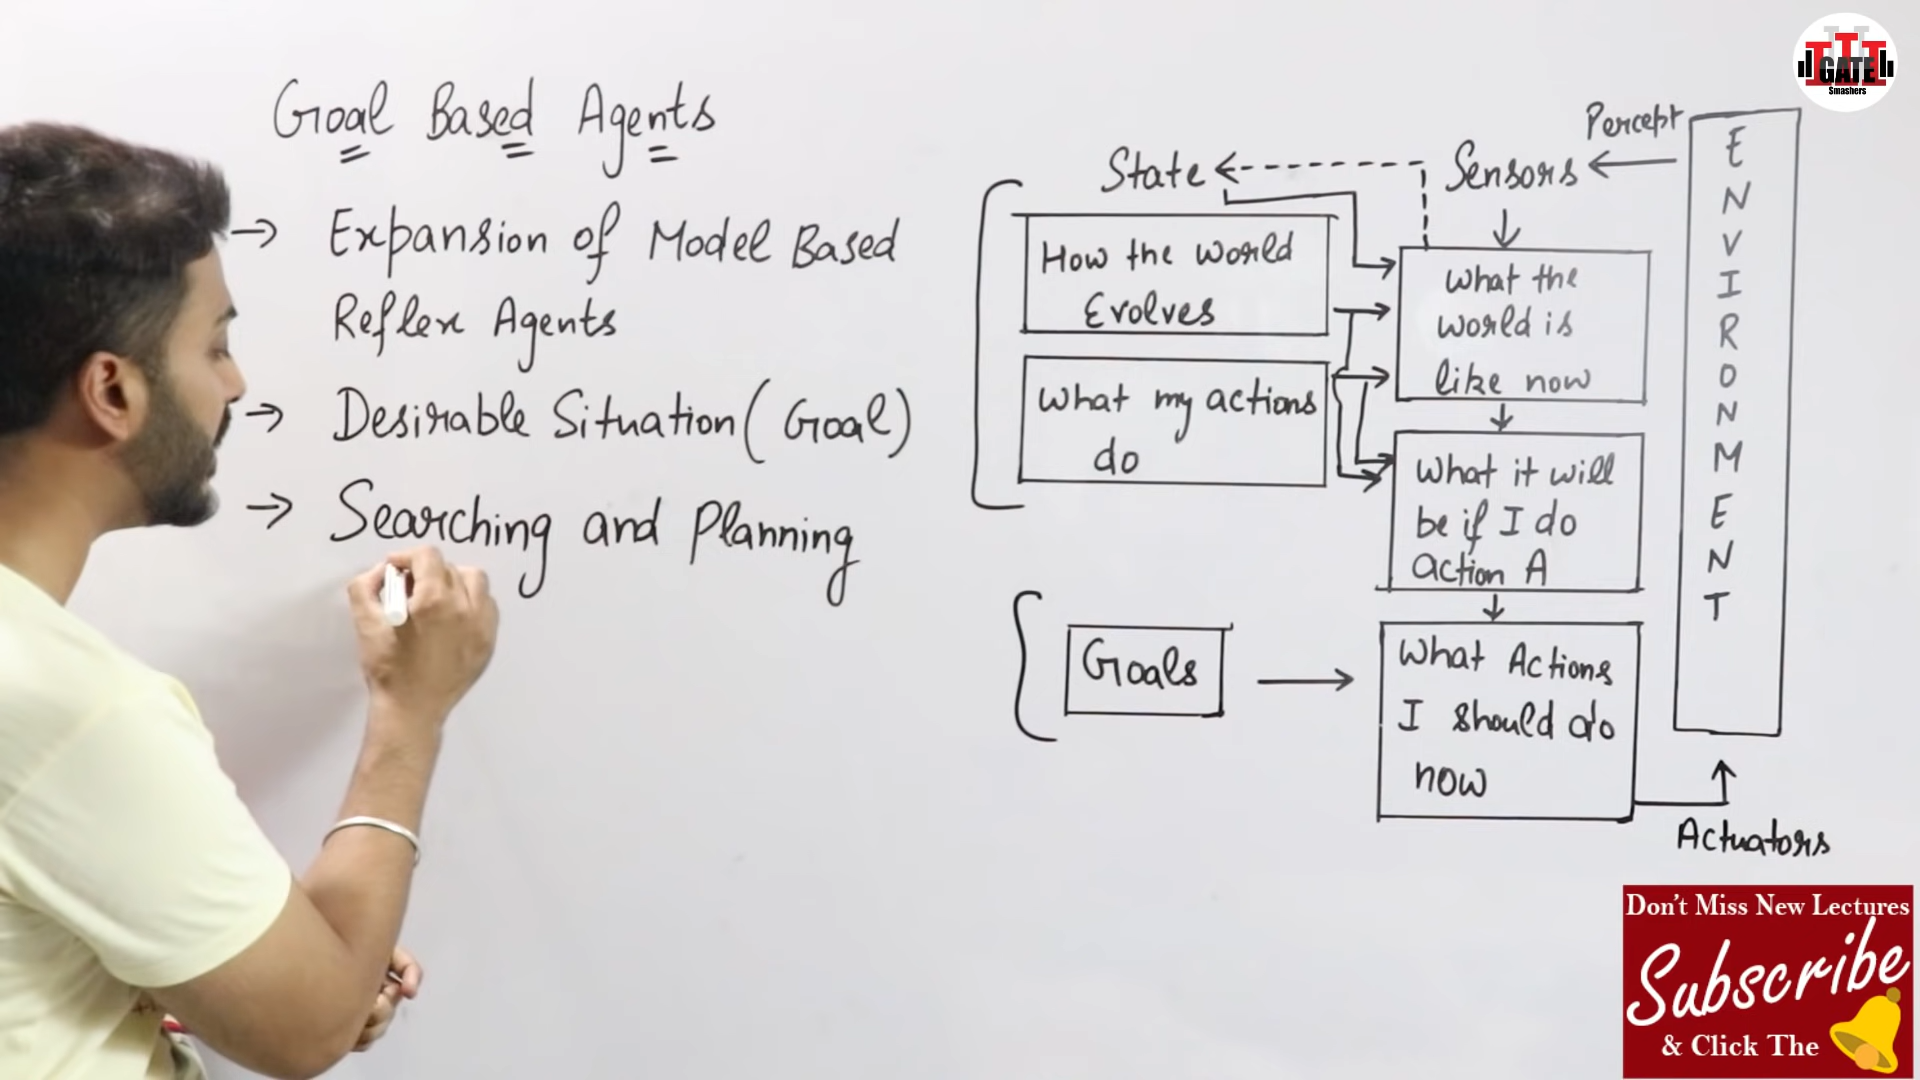 Goal Based Agents
→ Expansion of Model Based
Reflex Agents
→ Desirable Situation (Goal)
→ Searching and Planning
State
Sensors
Percept
How the world
Evolves
What my actions
do
What the
world is
like now
What it will
be if I do
action A
Goals
What Actions
I should do
now
ENVIRONMENT
Actuators
GATE
Smashers
Don't Miss New Lectures
Subscribe
& Click The